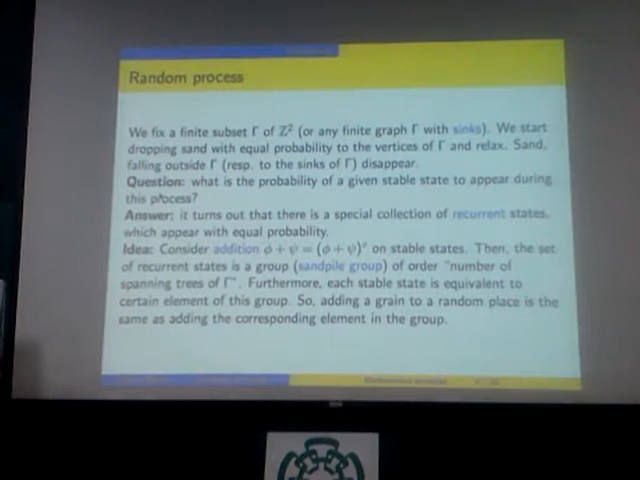 Random process
We fix a finite subset Γ of Z² (or any finite graph Γ with sinks). We start
dropping sand with equal probability to the vertices of Γ and relax. Sand,
falling outside Γ (resp. to the sinks of Γ) disappear.
Question: what is the probability of a given stable state to appear during
this process?
Answer: it turns out that there is a special collection of recurrent states,
which appear with equal probability.
Idea: Consider addition ϕ + ψ = (ϕ + ψ)° on stable states. Then, the set
of recurrent states is a group (sandpile group) of order "number of
spanning trees of Γ". Furthermore, each stable state is equivalent to
certain element of this group. So, adding a grain to a random place is the
same as adding the corresponding element in the group.